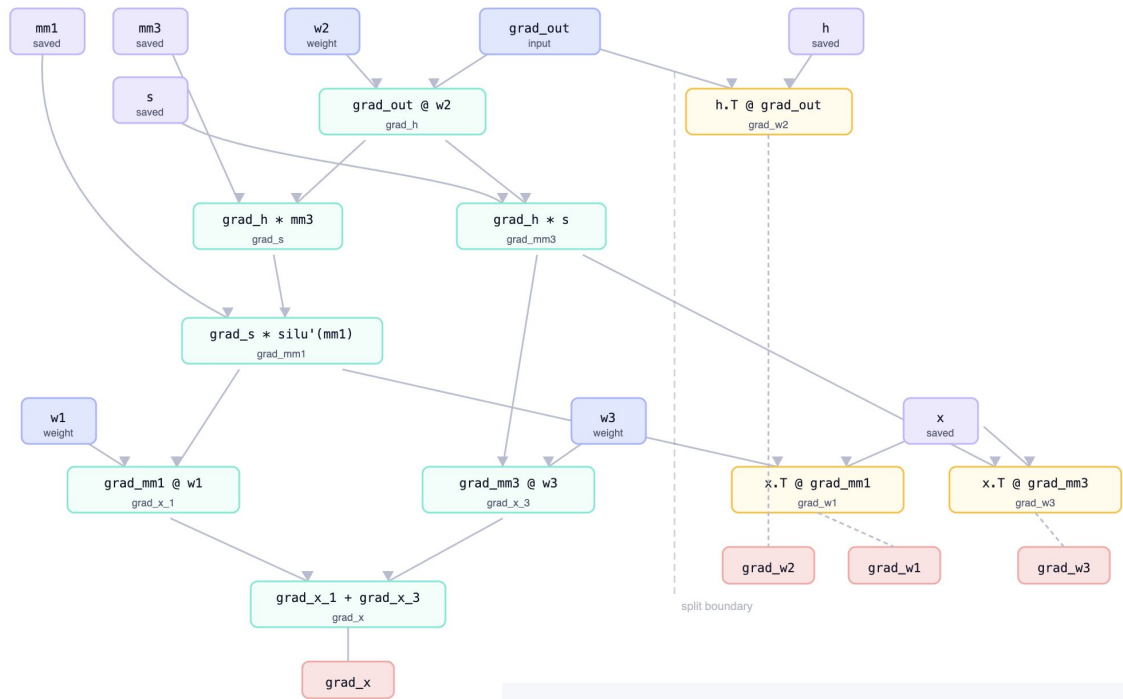 mm1
saved
mm3
saved
w2
weight
grad_out
input
h
saved
s
saved
grad_out @ w2
grad_h
h.T @ grad_out
grad_w2
grad_h * mm3
grad_s
grad_h * s
grad_mm3
grad_s * silu'(mm1)
grad_mm1
w1
weight
w3
weight
x
saved
grad_mm1 @ w1
grad_x_1
grad_mm3 @ w3
grad_x_3
x.T @ grad_mm1
grad_w1
x.T @ grad_mm3
grad_w3
grad_w2
grad_w1
grad_w3
grad_x_1 + grad_x_3
grad_x
split boundary
grad_x